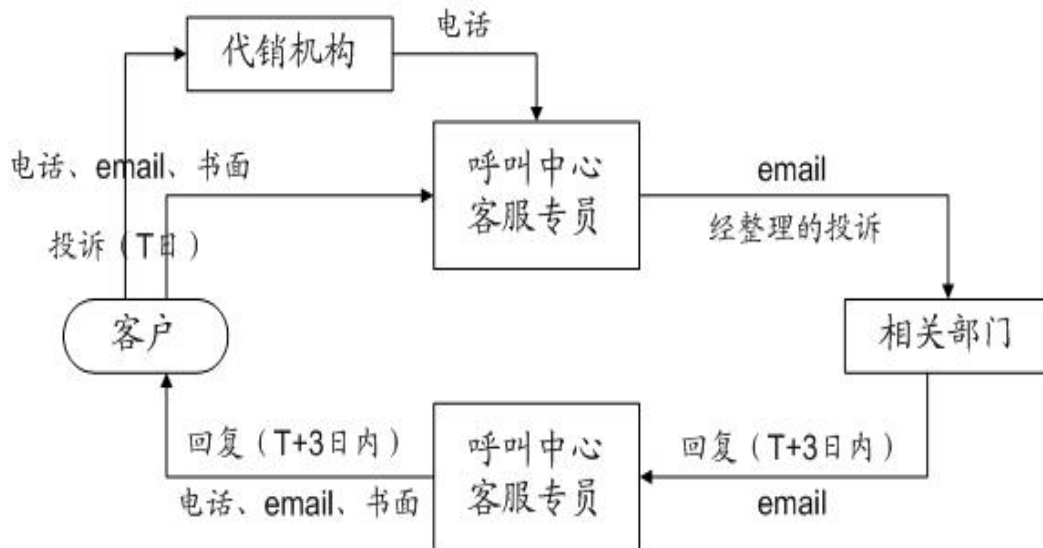 电话
代销机构
电话、email、书面
投诉（T日）
呼叫中心
客服专员
email
经整理的投诉
客户
相关部门
回复（T+3日内）
电话、email、书面
呼叫中心
客服专员
回复（T+3日内）
email